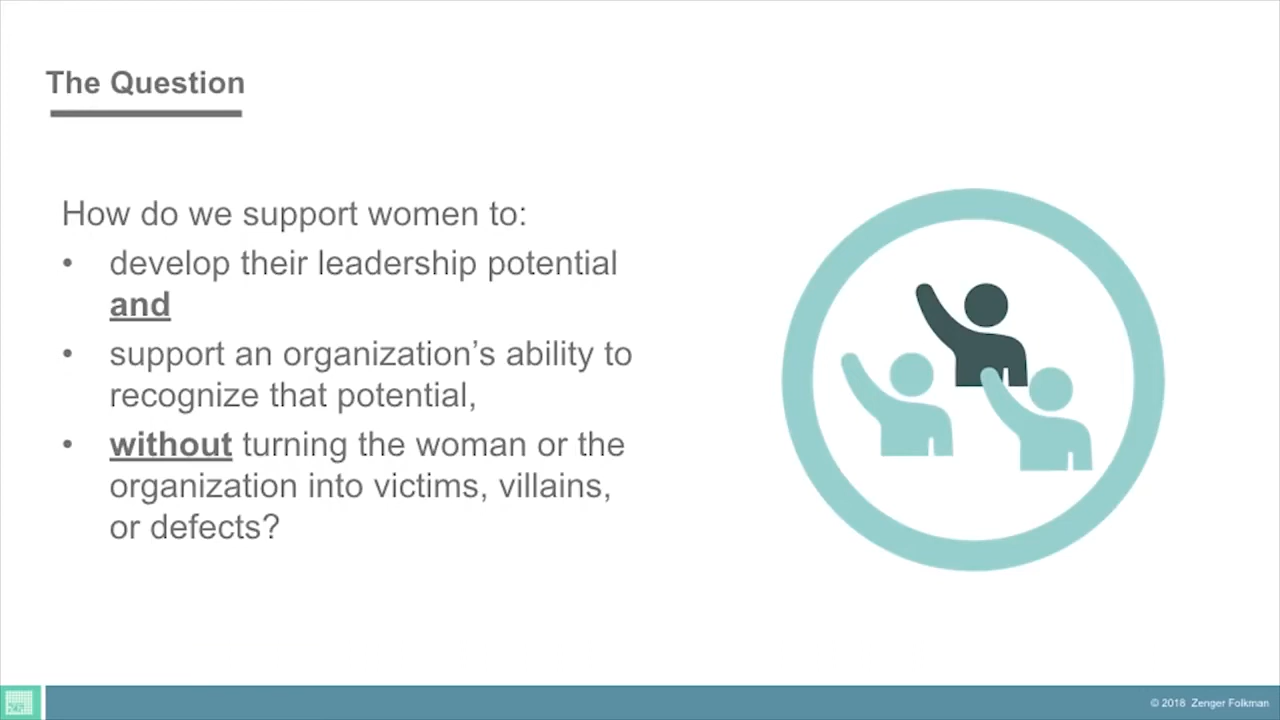 The Question
How do we support women to:
• develop their leadership potential
and
• support an organization’s ability to
recognize that potential,
• without turning the woman or the
organization into victims, villains,
or defects?
© 2018 Zenger Folkman